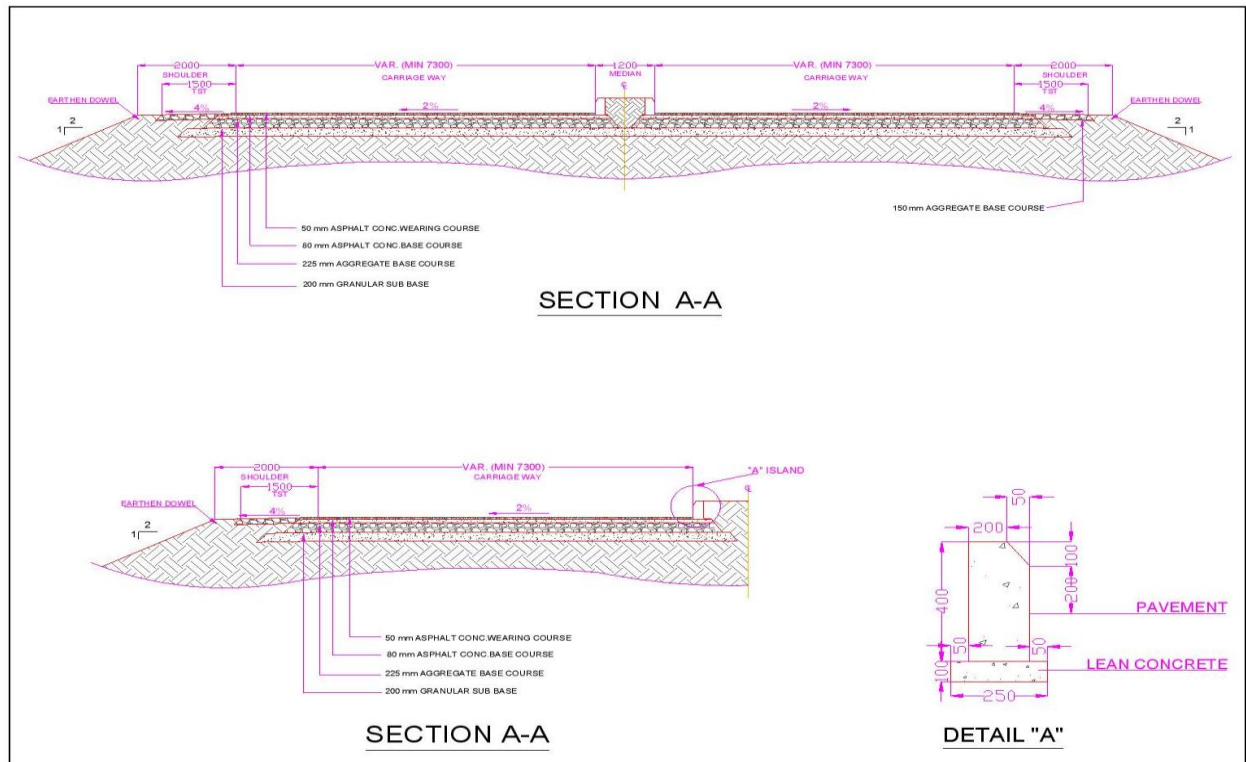 2000
VAR. (MIN 7300)
1200
VAR. (MIN 7300)
2000
SHOULDER
CARRIAGE WAY
MEDIAN
CARRIAGE WAY
SHOULDER
1500
TST
1500
TST
EARTHEN DOWEL
4%
2%
2%
4%
EARTHEN DOWEL
2
1
2
1
150 mm AGGREGATE BASE COURSE
50 mm ASPHALT CONC.WEARING COURSE
80 mm ASPHALT CONC.BASE COURSE
225 mm AGGREGATE BASE COURSE
200 mm GRANULAR SUB BASE
SECTION A-A
2000
VAR. (MIN 7300)
"A" ISLAND
SHOULDER
CARRIAGE WAY
1500
TST
EARTHEN DOWEL
4%
2%
2
1
50 mm ASPHALT CONC.WEARING COURSE
80 mm ASPHALT CONC.BASE COURSE
225 mm AGGREGATE BASE COURSE
200 mm GRANULAR SUB BASE
SECTION A-A
50
200
100
200
400
PAVEMENT
50
50
LEAN CONCRETE
100
250
DETAIL "A"